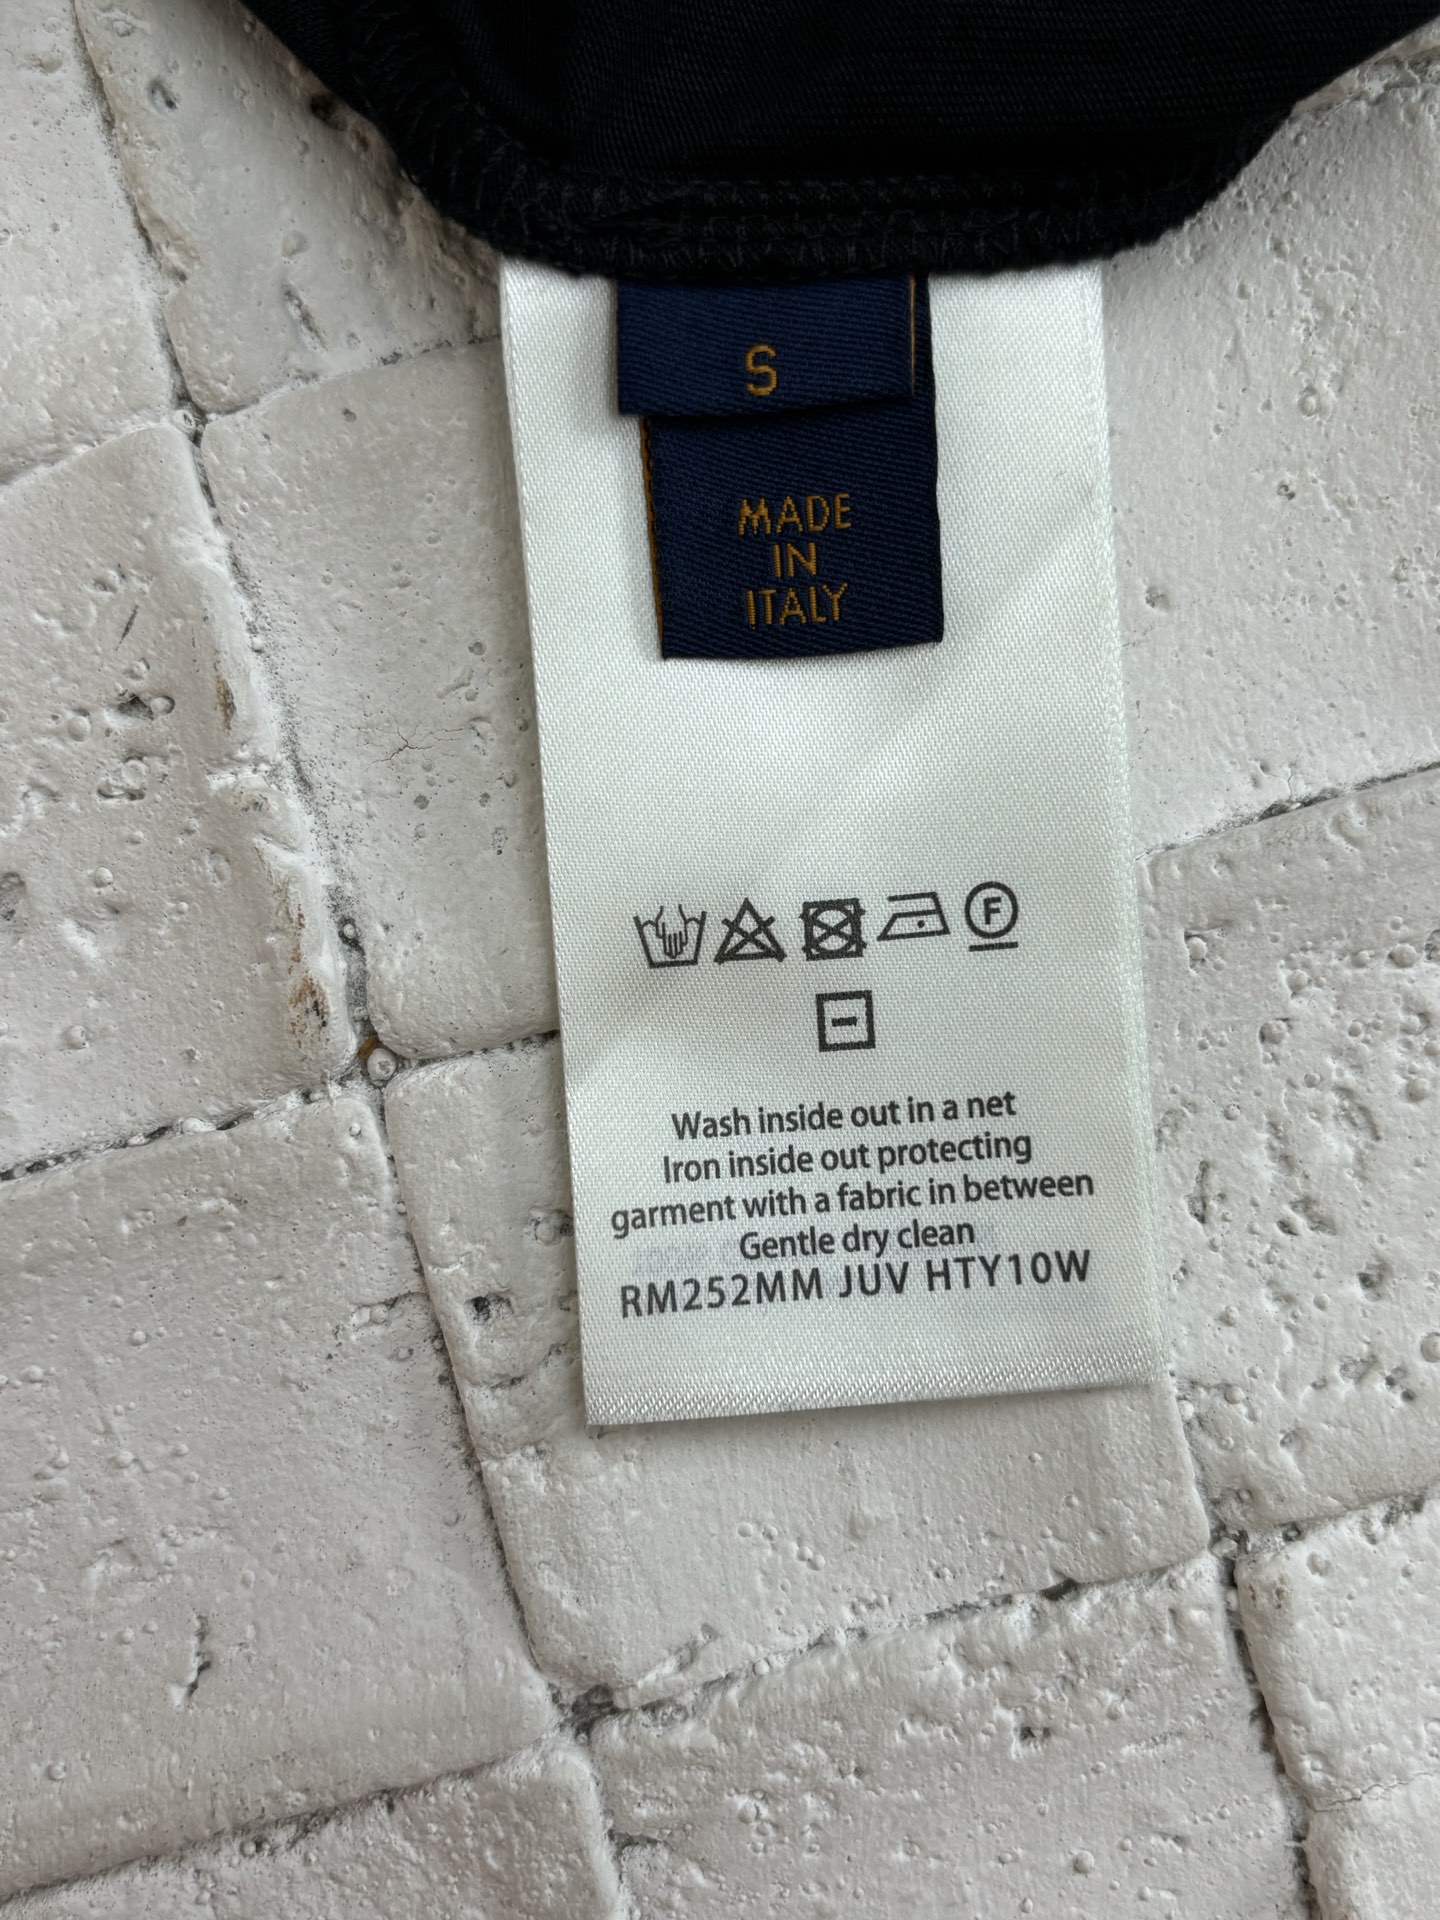 S
MADE
IN
ITALY
F
Wash inside out in a net
Iron inside out protecting
garment with a fabric in between
Gentle dry clean
RM252MM JUV HTY10W